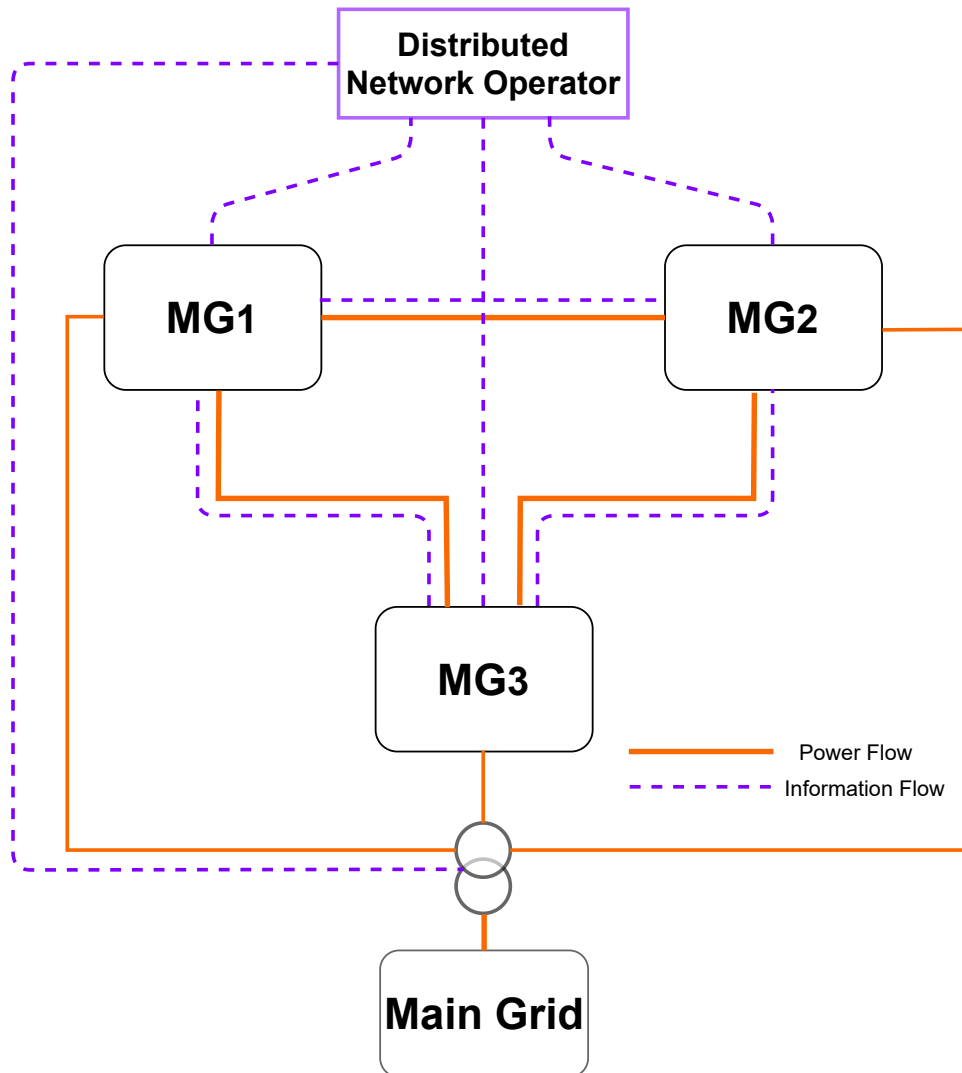 Distributed
Network Operator
MG1
MG2
MG3
Power Flow
Information Flow
Main Grid